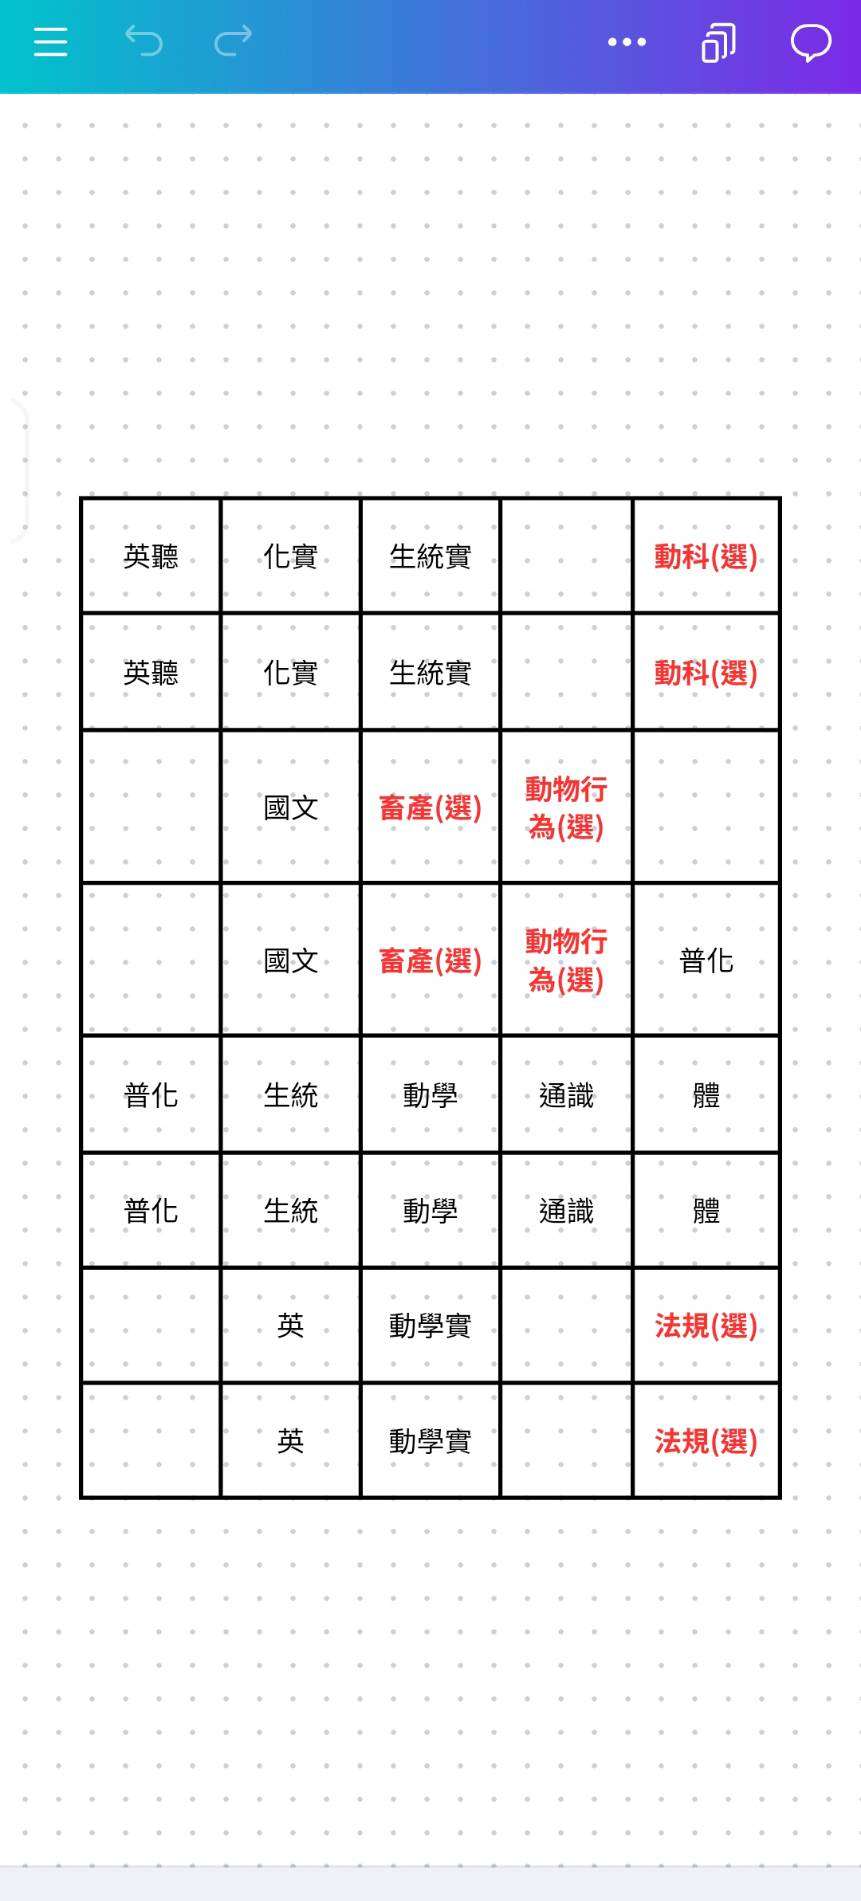 英聽 化實 生統實 動科(選)
英聽 化實 生統實 動科(選)
國文 畜產(選) 動物行為(選)
國文 畜產(選) 動物行為(選) 普化
普化 生統 動學 通識 體
普化 生統 動學 通識 體
英 動學實 法規(選)
英 動學實 法規(選)